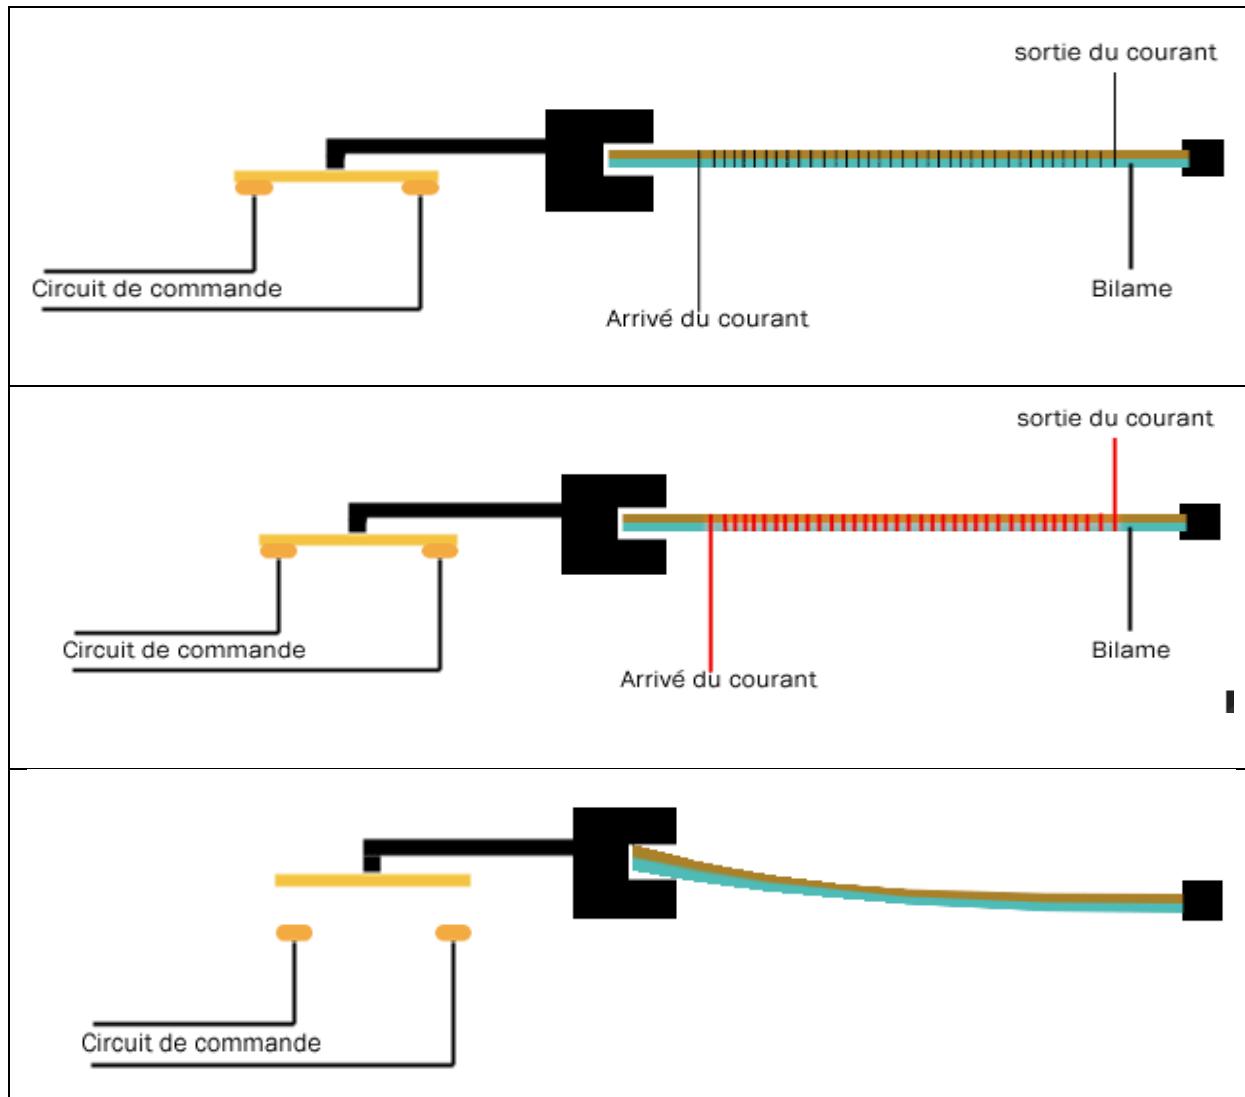 sortie du courant
Circuit de commande
Bilame
Arrivé du courant
sortie du courant
Circuit de commande
Bilame
Arrivé du courant
Circuit de commande